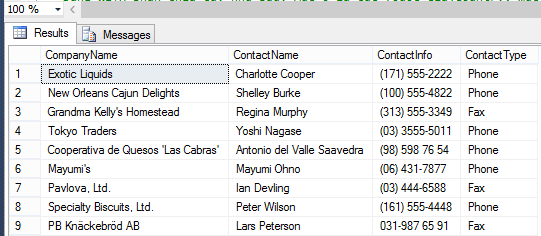 100 %
Results Messages
CompanyName ContactName ContactInfo ContactType
1 Exotic Liquids Charlotte Cooper (171) 555-2222 Phone
2 New Orleans Cajun Delights Shelley Burke (100) 555-4822 Phone
3 Grandma Kelly's Homestead Regina Murphy (313) 555-3349 Fax
4 Tokyo Traders Yoshi Nagase (03) 3555-5011 Phone
5 Cooperativa de Quesos 'Las Cabras' Antonio del Valle Saavedra (98) 598 76 54 Phone
6 Mayumi's Mayumi Ohno (06) 431-7877 Phone
7 Pavlova, Ltd. Ian Devling (03) 444-6588 Fax
8 Specialty Biscuits, Ltd. Peter Wilson (161) 555-4448 Phone
9 PB Knäckebröd AB Lars Peterson 031-987 65 91 Fax